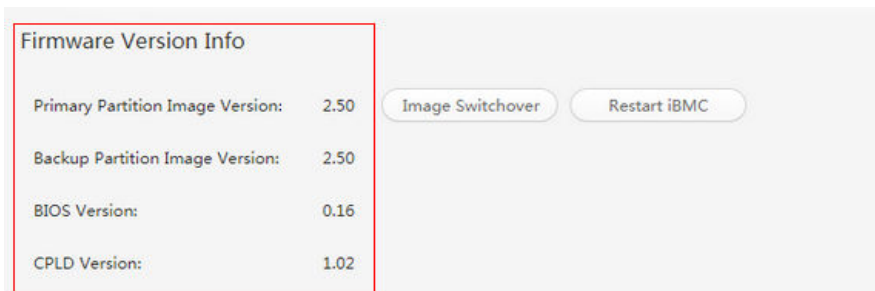 Firmware Version Info
Primary Partition Image Version: 2.50 Image Switchover Restart iBMC
Backup Partition Image Version: 2.50
BIOS Version: 0.16
CPLD Version: 1.02